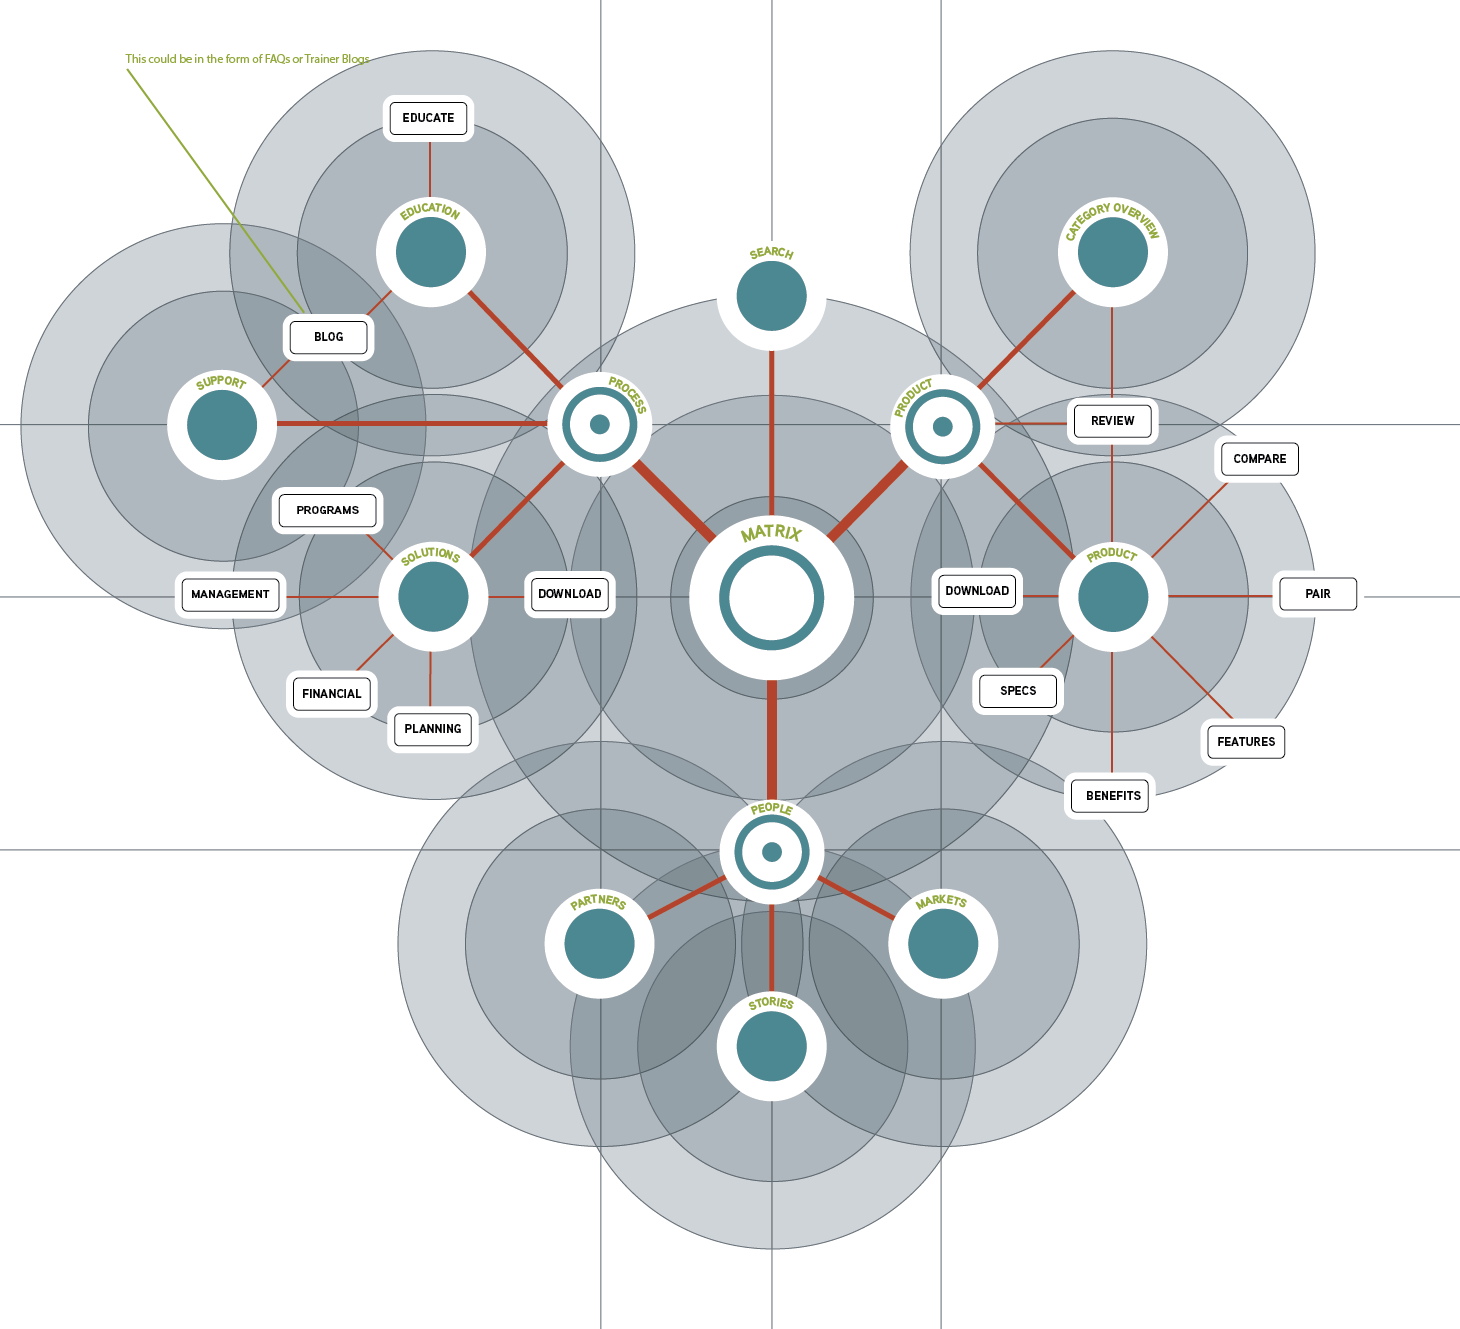 This could be in the form of FAQs or Trainer Blogs
EDUCATE
EDUCATION
CATEGORY OVERVIEW
SEARCH
BLOG
SUPPORT
PROCESS
PRODUCT
REVIEW
COMPARE
PROGRAMS
MATRIX
SOLUTIONS
PRODUCT
MANAGEMENT
DOWNLOAD
DOWNLOAD
PAIR
FINANCIAL
SPECS
PLANNING
FEATURES
BENEFITS
PEOPLE
PARTNERS
MARKETS
STORIES